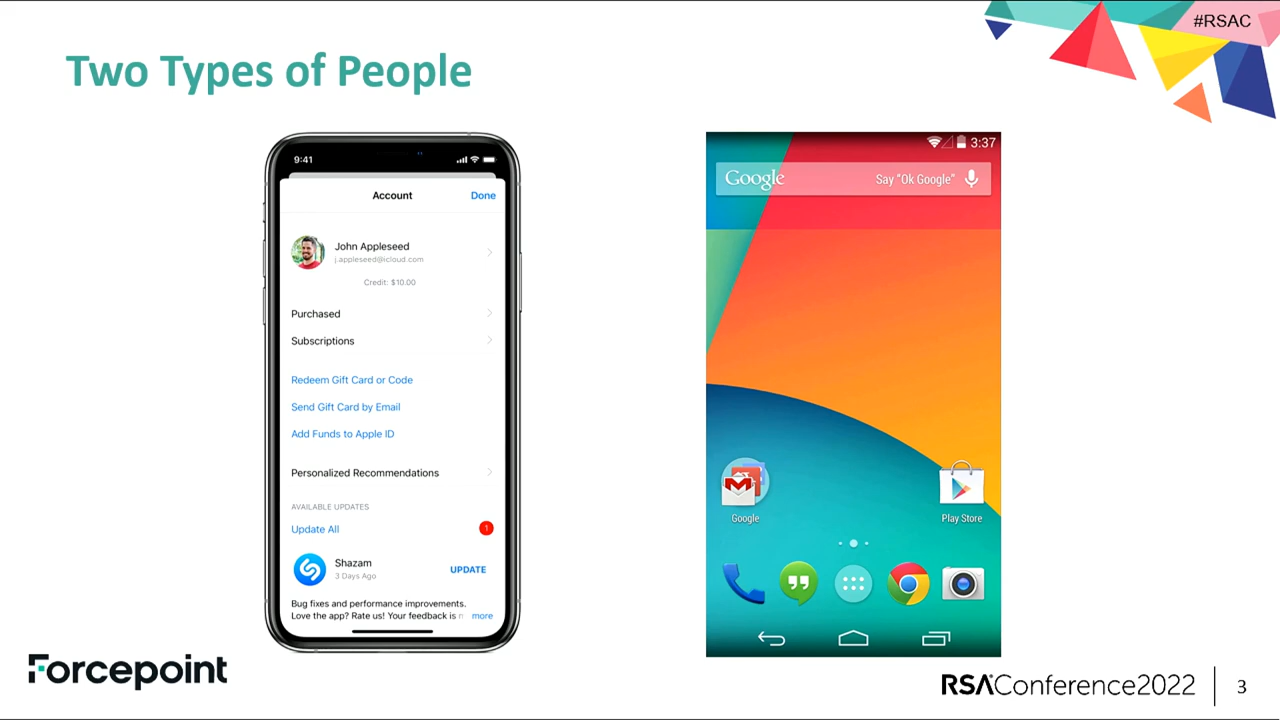 #RSAC
Two Types of People
9:41
Account
Done
John Appleseed
j.appleseed@icloud.com
Credit: $10.00
Purchased
Subscriptions
Redeem Gift Card or Code
Send Gift Card by Email
Add Funds to Apple ID
Personalized Recommendations
AVAILABLE UPDATES
Update All
1
Shazam
3 Days Ago
UPDATE
Bug fixes and performance improvements.
Love the app? Rate us! Your feedback is n more
3:37
Google
Say "Ok Google"
Google
Play Store
Forcepoint
RSAConference2022
3